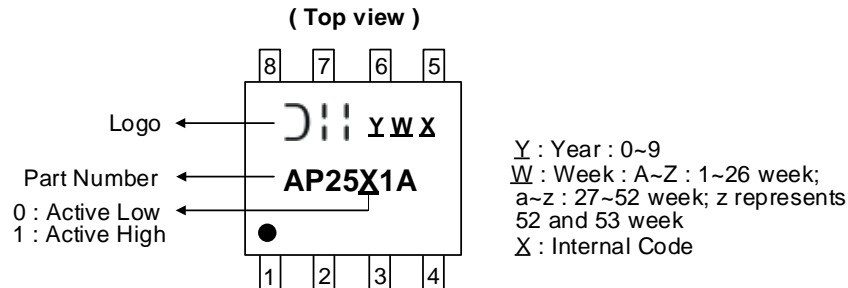 ( Top view )
8 7 6 5
Logo
Y W X
Part Number
AP25X1A
0 : Active Low
1 : Active High
1 2 3 4
Y : Year : 0~9
W : Week : A~Z : 1~26 week;
a~z : 27~52 week; z represents
52 and 53 week
X : Internal Code